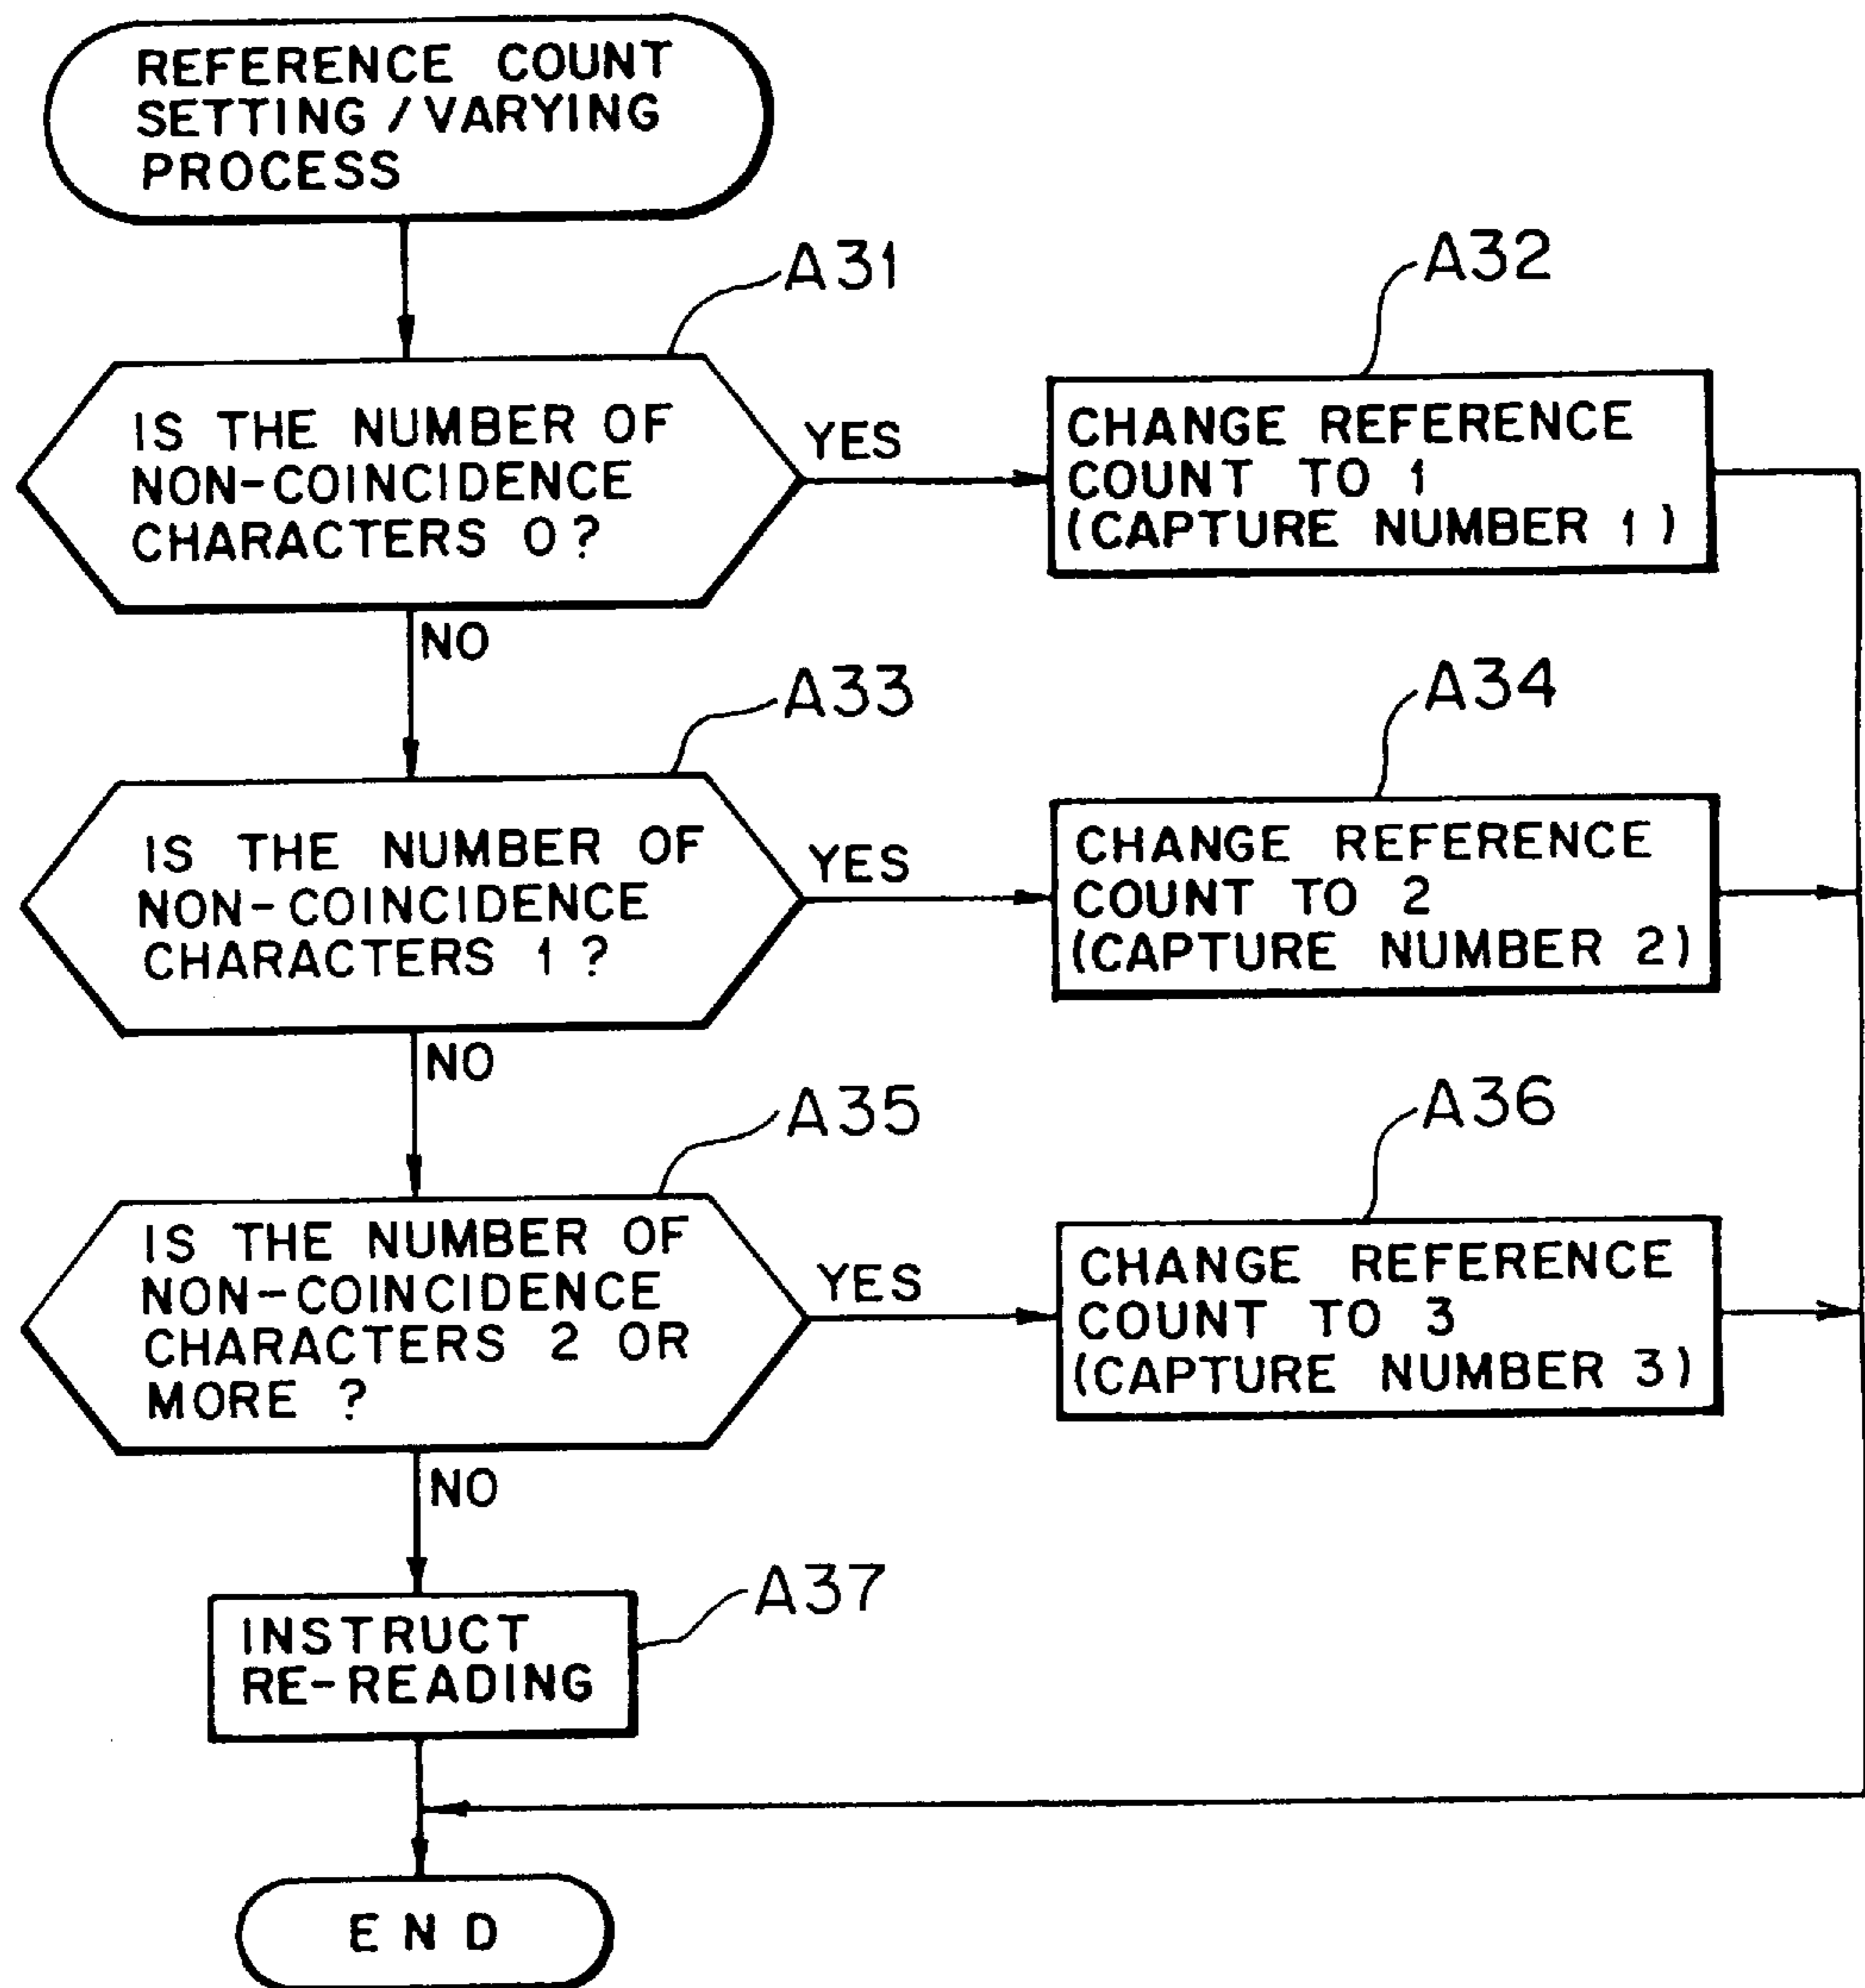 REFERENCE COUNT
SETTING/VARYING
PROCESS
A31
IS THE NUMBER OF
NON-COINCIDENCE
CHARACTERS 0?
YES
A32
CHANGE REFERENCE
COUNT TO 1
(CAPTURE NUMBER 1)
NO
A33
IS THE NUMBER OF
NON-COINCIDENCE
CHARACTERS 1?
YES
A34
CHANGE REFERENCE
COUNT TO 2
(CAPTURE NUMBER 2)
NO
A35
IS THE NUMBER OF
NON-COINCIDENCE
CHARACTERS 2 OR
MORE ?
YES
A36
CHANGE REFERENCE
COUNT TO 3
(CAPTURE NUMBER 3)
NO
A37
INSTRUCT
RE-READING
END